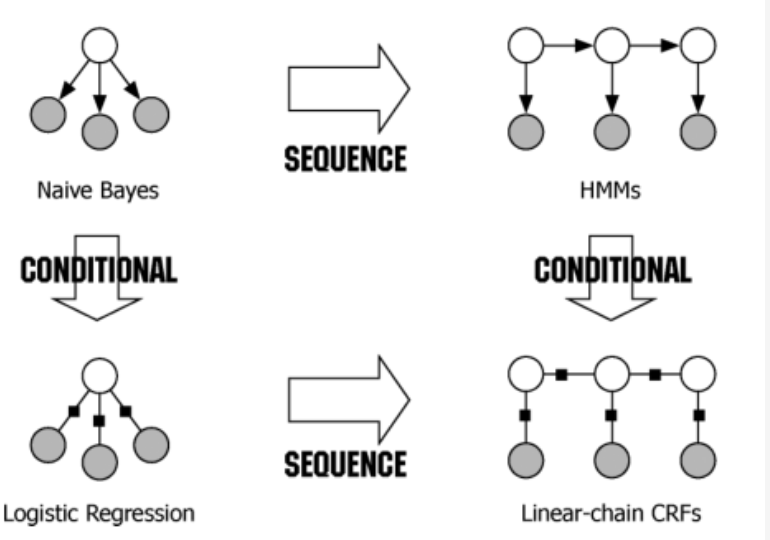 SEQUENCE
Naive Bayes
HMMs
CONDITIONAL
CONDITIONAL
SEQUENCE
Logistic Regression
Linear-chain CRFs